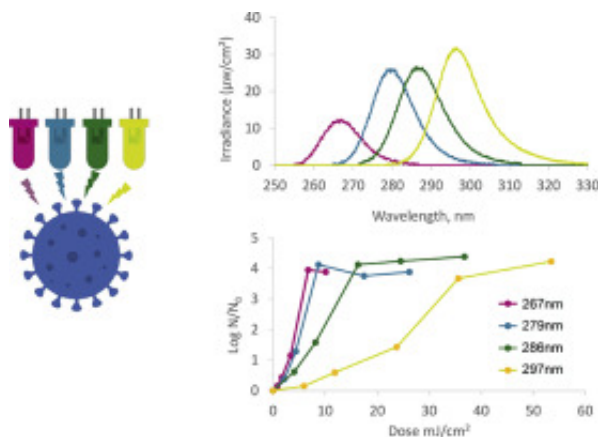 Irradiance (µw/cm²)
40
30
20
10
0
250 260 270 280 290 300 310 320 330
Wavelength, nm
Log N/N₀
5
4
3
2
1
0
267nm
279nm
286nm
297nm
0 10 20 30 40 50 60
Dose mJ/cm²